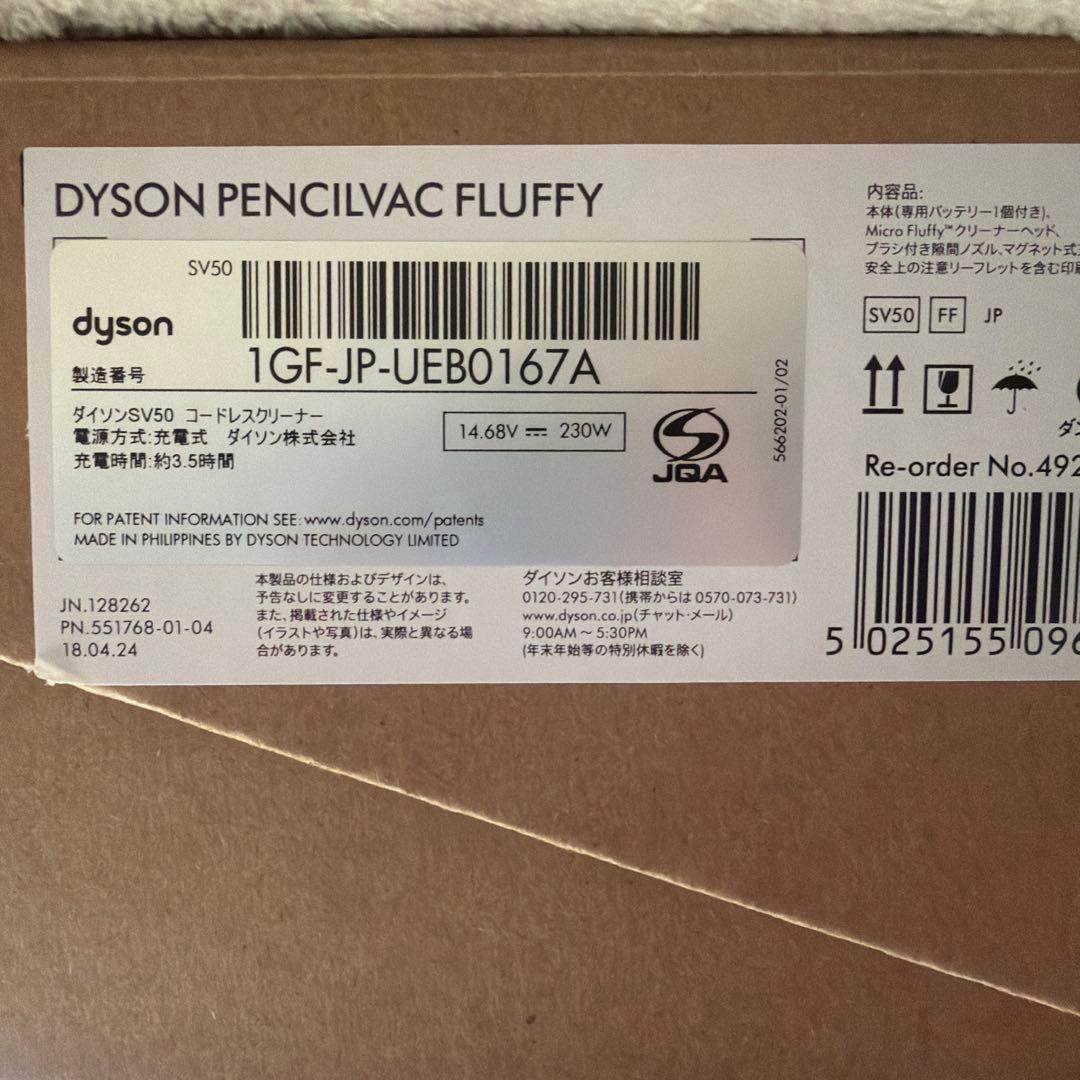 DYSON PENCILVAC FLUFFY
SV50
dyson
製造番号
1GF-JP-UEB0167A
ダイソンSV50 コードレスクリーナー
電源方式:充電式 ダイソン株式会社
充電時間:約3.5時間
14.68V ⎓ 230W
JQA
566202-01/02
FOR PATENT INFORMATION SEE: www.dyson.com/patents
MADE IN PHILIPPINES BY DYSON TECHNOLOGY LIMITED
JN.128262
PN.551768-01-04
18.04.24
本製品の仕様およびデザインは、
予告なしに変更することがあります。
また、掲載された仕様やイメージ
(イラストや写真)は、実際と異なる場
合があります。
ダイソンお客様相談室
0120-295-731(携帯からは 0570-073-731)
www.dyson.co.jp(チャット・メール)
9:00AM ~ 5:30PM
(年末年始等の特別休暇を除く)
内容品:
本体(専用バッテリー1個付き)、
Micro Fluffy™クリーナーヘッド、
ブラシ付き隙間ノズル、マグネット式
安全上の注意リーフレットを含む印
SV50 FF JP
ダン
Re-order No.492
5 025155 096